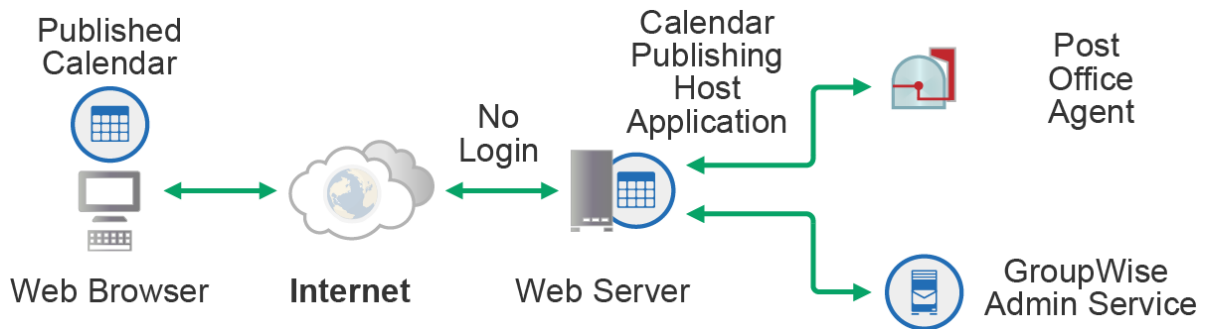 Published
Calendar
Web Browser
Internet
No
Login
Calendar
Publishing
Host
Application
Web Server
Post
Office
Agent
GroupWise
Admin Service